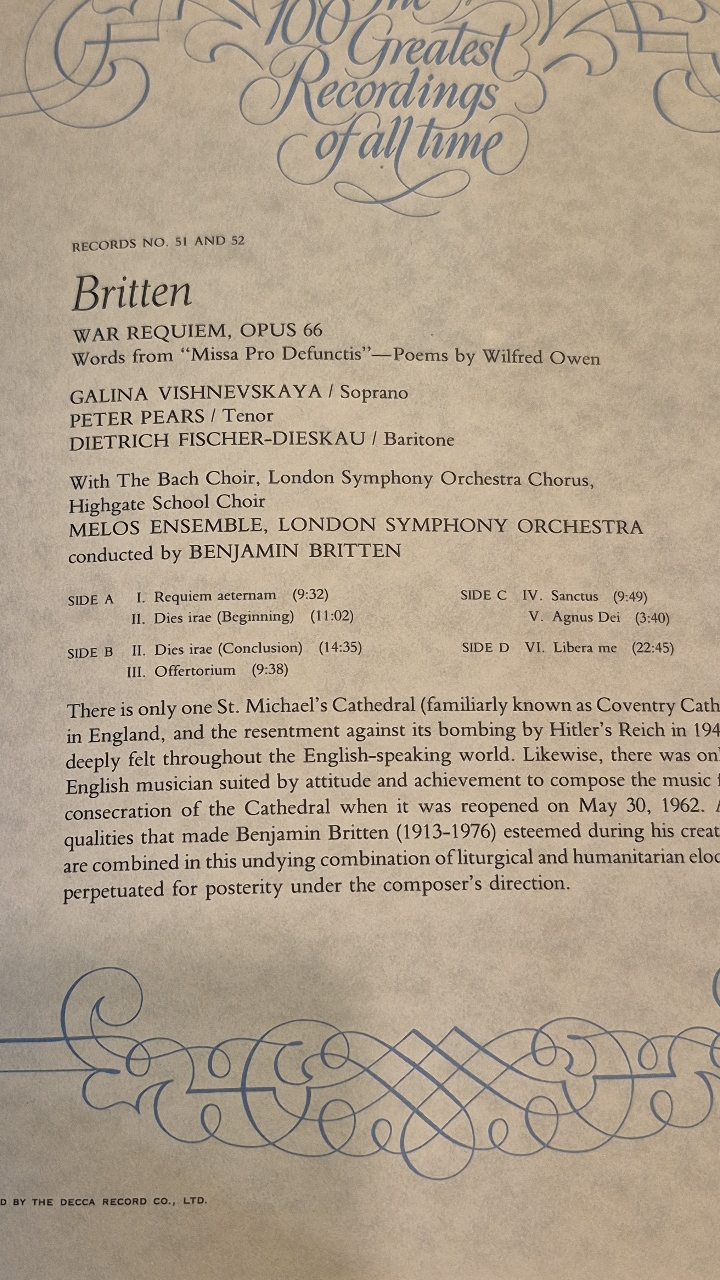 The
100
Greatest
Recordings
of all time
RECORDS NO. 51 AND 52
Britten
WAR REQUIEM, OPUS 66
Words from “Missa Pro Defunctis”—Poems by Wilfred Owen
GALINA VISHNEVSKAYA / Soprano
PETER PEARS / Tenor
DIETRICH FISCHER-DIESKAU / Baritone
With The Bach Choir, London Symphony Orchestra Chorus,
Highgate School Choir
MELOS ENSEMBLE, LONDON SYMPHONY ORCHESTRA
conducted by BENJAMIN BRITTEN
SIDE A I. Requiem aeternam (9:32)
II. Dies irae (Beginning) (11:02)
SIDE B II. Dies irae (Conclusion) (14:35)
III. Offertorium (9:38)
SIDE C IV. Sanctus (9:49)
V. Agnus Dei (3:40)
SIDE D VI. Libera me (22:45)
There is only one St. Michael’s Cathedral (familiarly known as Coventry Cath
in England, and the resentment against its bombing by Hitler’s Reich in 194
deeply felt throughout the English-speaking world. Likewise, there was onl
English musician suited by attitude and achievement to compose the music f
consecration of the Cathedral when it was reopened on May 30, 1962. A
qualities that made Benjamin Britten (1913-1976) esteemed during his creat
are combined in this undying combination of liturgical and humanitarian eloq
perpetuated for posterity under the composer’s direction.
D BY THE DECCA RECORD CO., LTD.